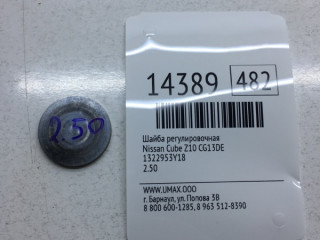 2.50
14389 482
Шайба регулировочная
Nissan Cube Z10 CG13DE
1322953Y18
2.50
WWW.UMAX.OOO
г. Барнаул, ул. Попова 3В
8 800 600-1285, 8 963 512-8390